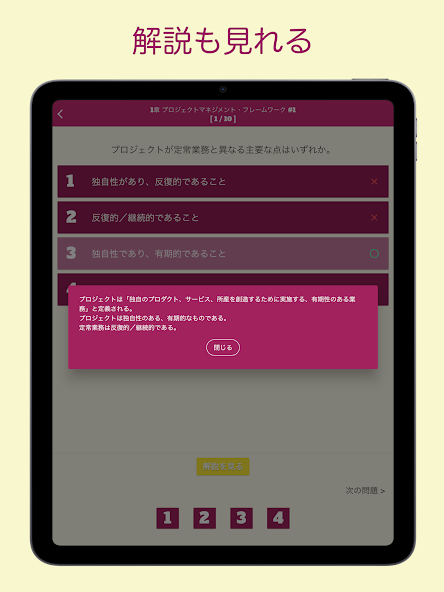 解説も見れる
1章 プロジェクトマネジメント・フレームワーク #1
[ 1 / 10 ]
プロジェクトが定常業務と異なる主要な点はいずれか。
1 独自性があり、反復的であること ×
2 反復的／継続的であること ×
3 独自性であり、有期的であること ○
プロジェクトは「独自のプロダクト、サービス、所産を創造するために実施する、有期性のある業
務」と定義される。
プロジェクトは独自性のある、有期的なものである。
定常業務は反復的／継続的である。
閉じる
解説を見る
次の問題 >
1 2 3 4